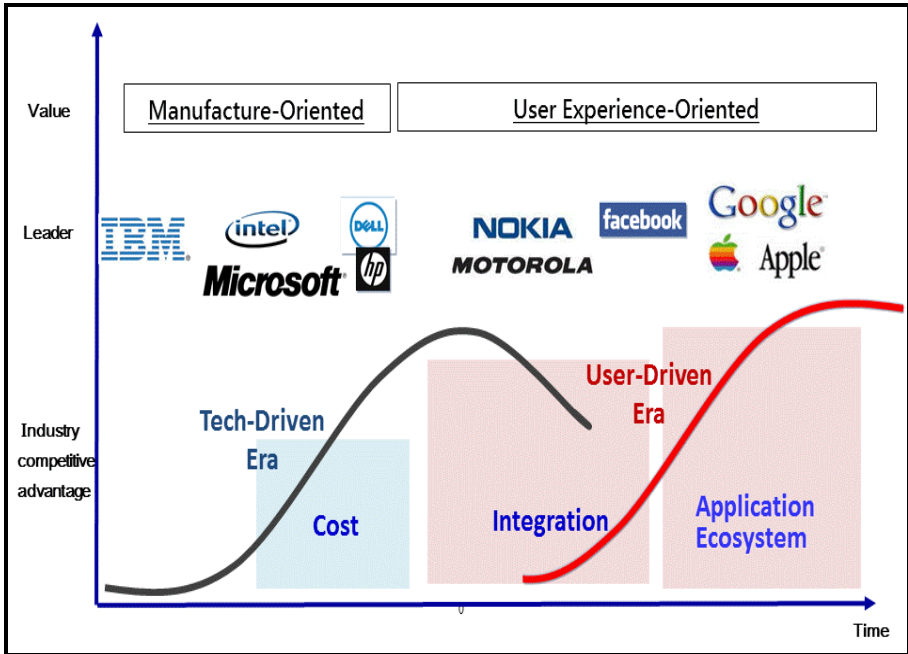 Value
Manufacture-Oriented
User Experience-Oriented
Leader
IBM
intel
DELL
hp
Microsoft
NOKIA
MOTOROLA
facebook
Google
Apple
Industry
competitive
advantage
Tech-Driven
Era
Cost
User-Driven
Era
Integration
Application
Ecosystem
0
Time